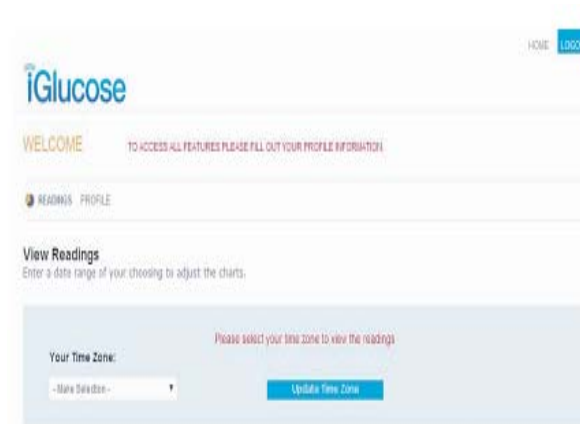 HOME LOGO
iGlucose
WELCOME TO ACCESS ALL FEATURES PLEASE FILL OUT YOUR PROFILE INFORMATION.
READINGS PROFILE
View Readings
Enter a date range of your choosing to adjust the charts.
Please select your time zone to view the readings
Your Time Zone:
- Make Selection - Update Time Zone